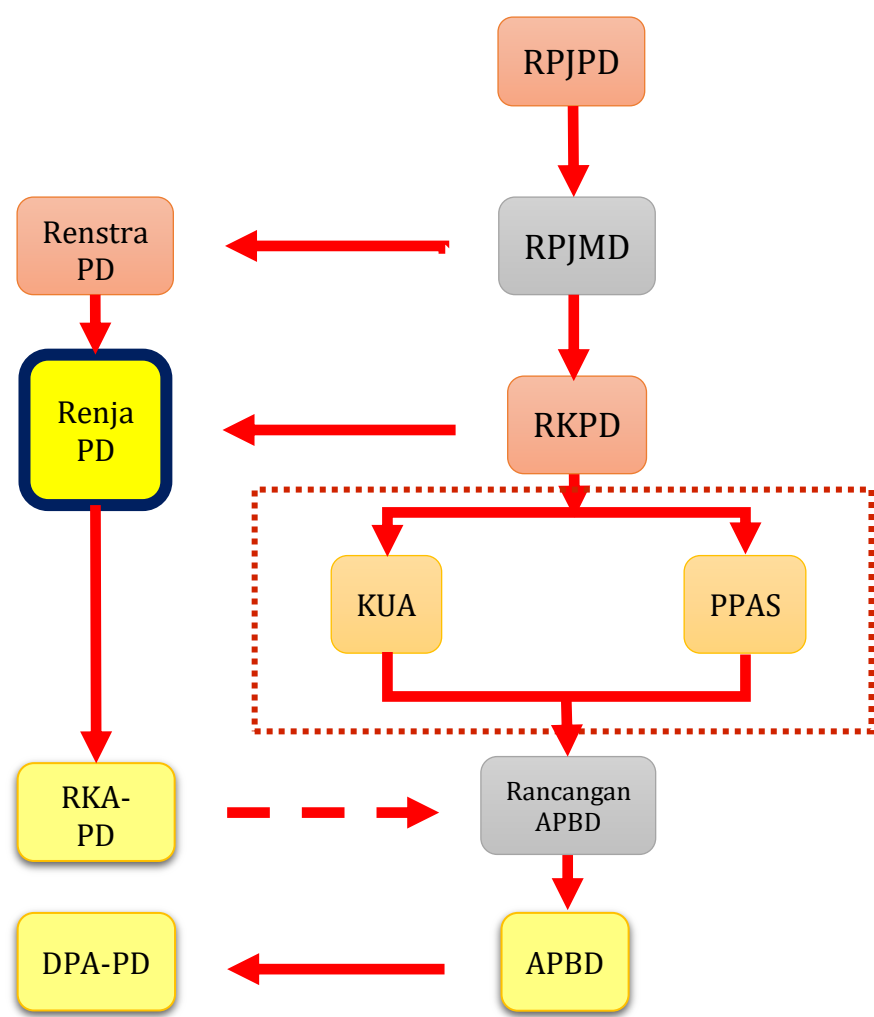 RPJPD
Renstra
PD
RPJMD
Renja
PD
RKPD
KUA
PPAS
RKA-
PD
Rancangan
APBD
DPA-PD
APBD